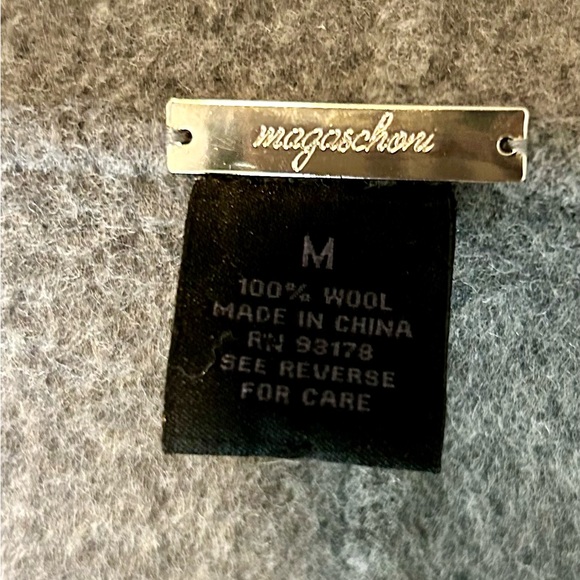 magaschoni
M
100% WOOL
MADE IN CHINA
RN 93178
SEE REVERSE
FOR CARE